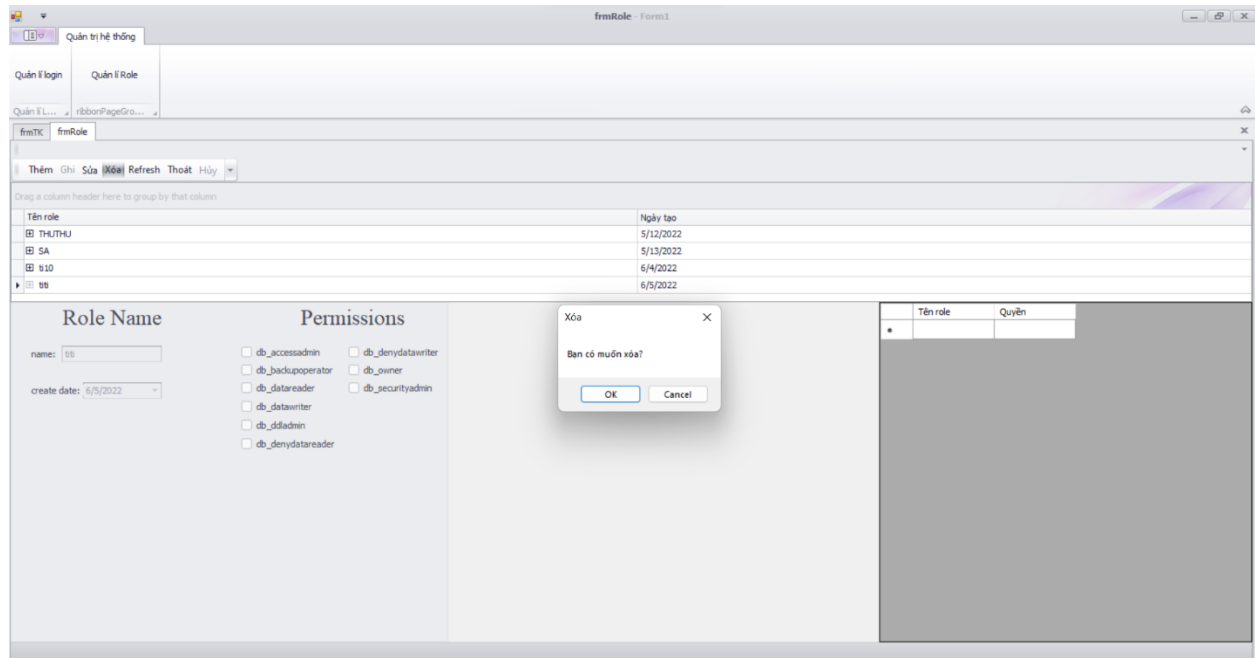 frmRole - Form1
Quản trị hệ thống
Quản lí login Quản lí Role
Quản lí L... ribbonPageGro...
frmTK frmRole
Thêm Ghi Sửa Xóa Refresh Thoát Hủy
Drag a column header here to group by that column
Tên role Ngày tạo
THUTHU 5/12/2022
SA 5/13/2022
ti10 6/4/2022
titi 6/5/2022
Role Name
name: titi
create date: 6/5/2022
Permissions
db_accessadmin db_denydatawriter
db_backupoperator db_owner
db_datareader db_securityadmin
db_datawriter
db_ddladmin
db_denydatareader
Xóa
Bạn có muốn xóa?
OK Cancel
Tên role Quyền